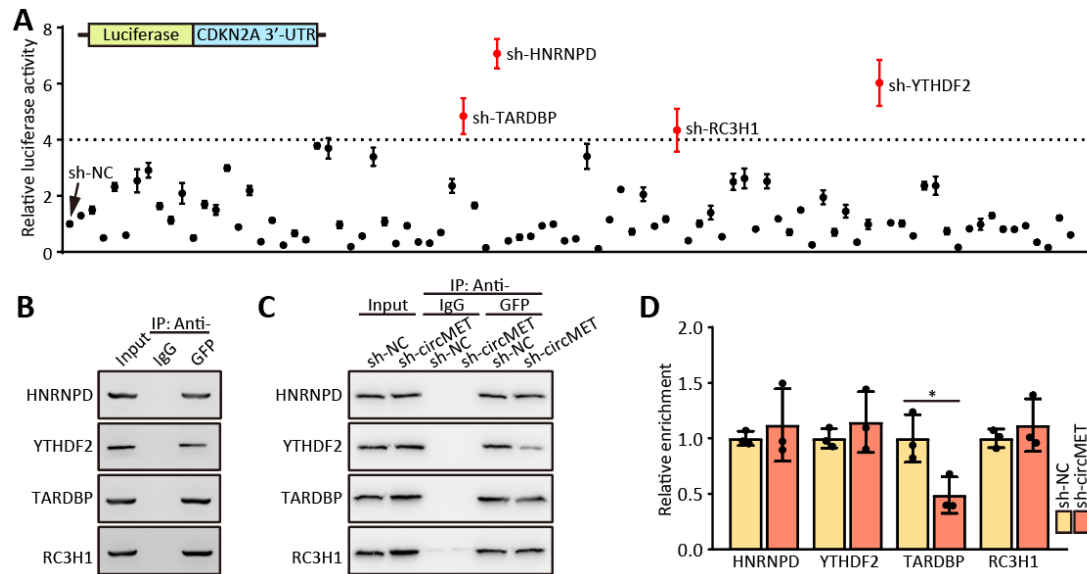 A
Luciferase CDKN2A 3′-UTR
Relative luciferase activity
8
6
4
2
0
sh-NC
sh-HNRNPD
sh-TARDBP
sh-RC3H1
sh-YTHDF2
B
IP: Anti-
Input IgG GFP
HNRNPD
YTHDF2
TARDBP
RC3H1
C
IP: Anti-
Input IgG GFP
sh-NC sh-circMET sh-NC sh-circMET sh-NC sh-circMET
HNRNPD
YTHDF2
TARDBP
RC3H1
D
Relative enrichment
2.0
1.5
1.0
0.5
0.0
*
HNRNPD YTHDF2 TARDBP RC3H1
sh-NC
sh-circMET